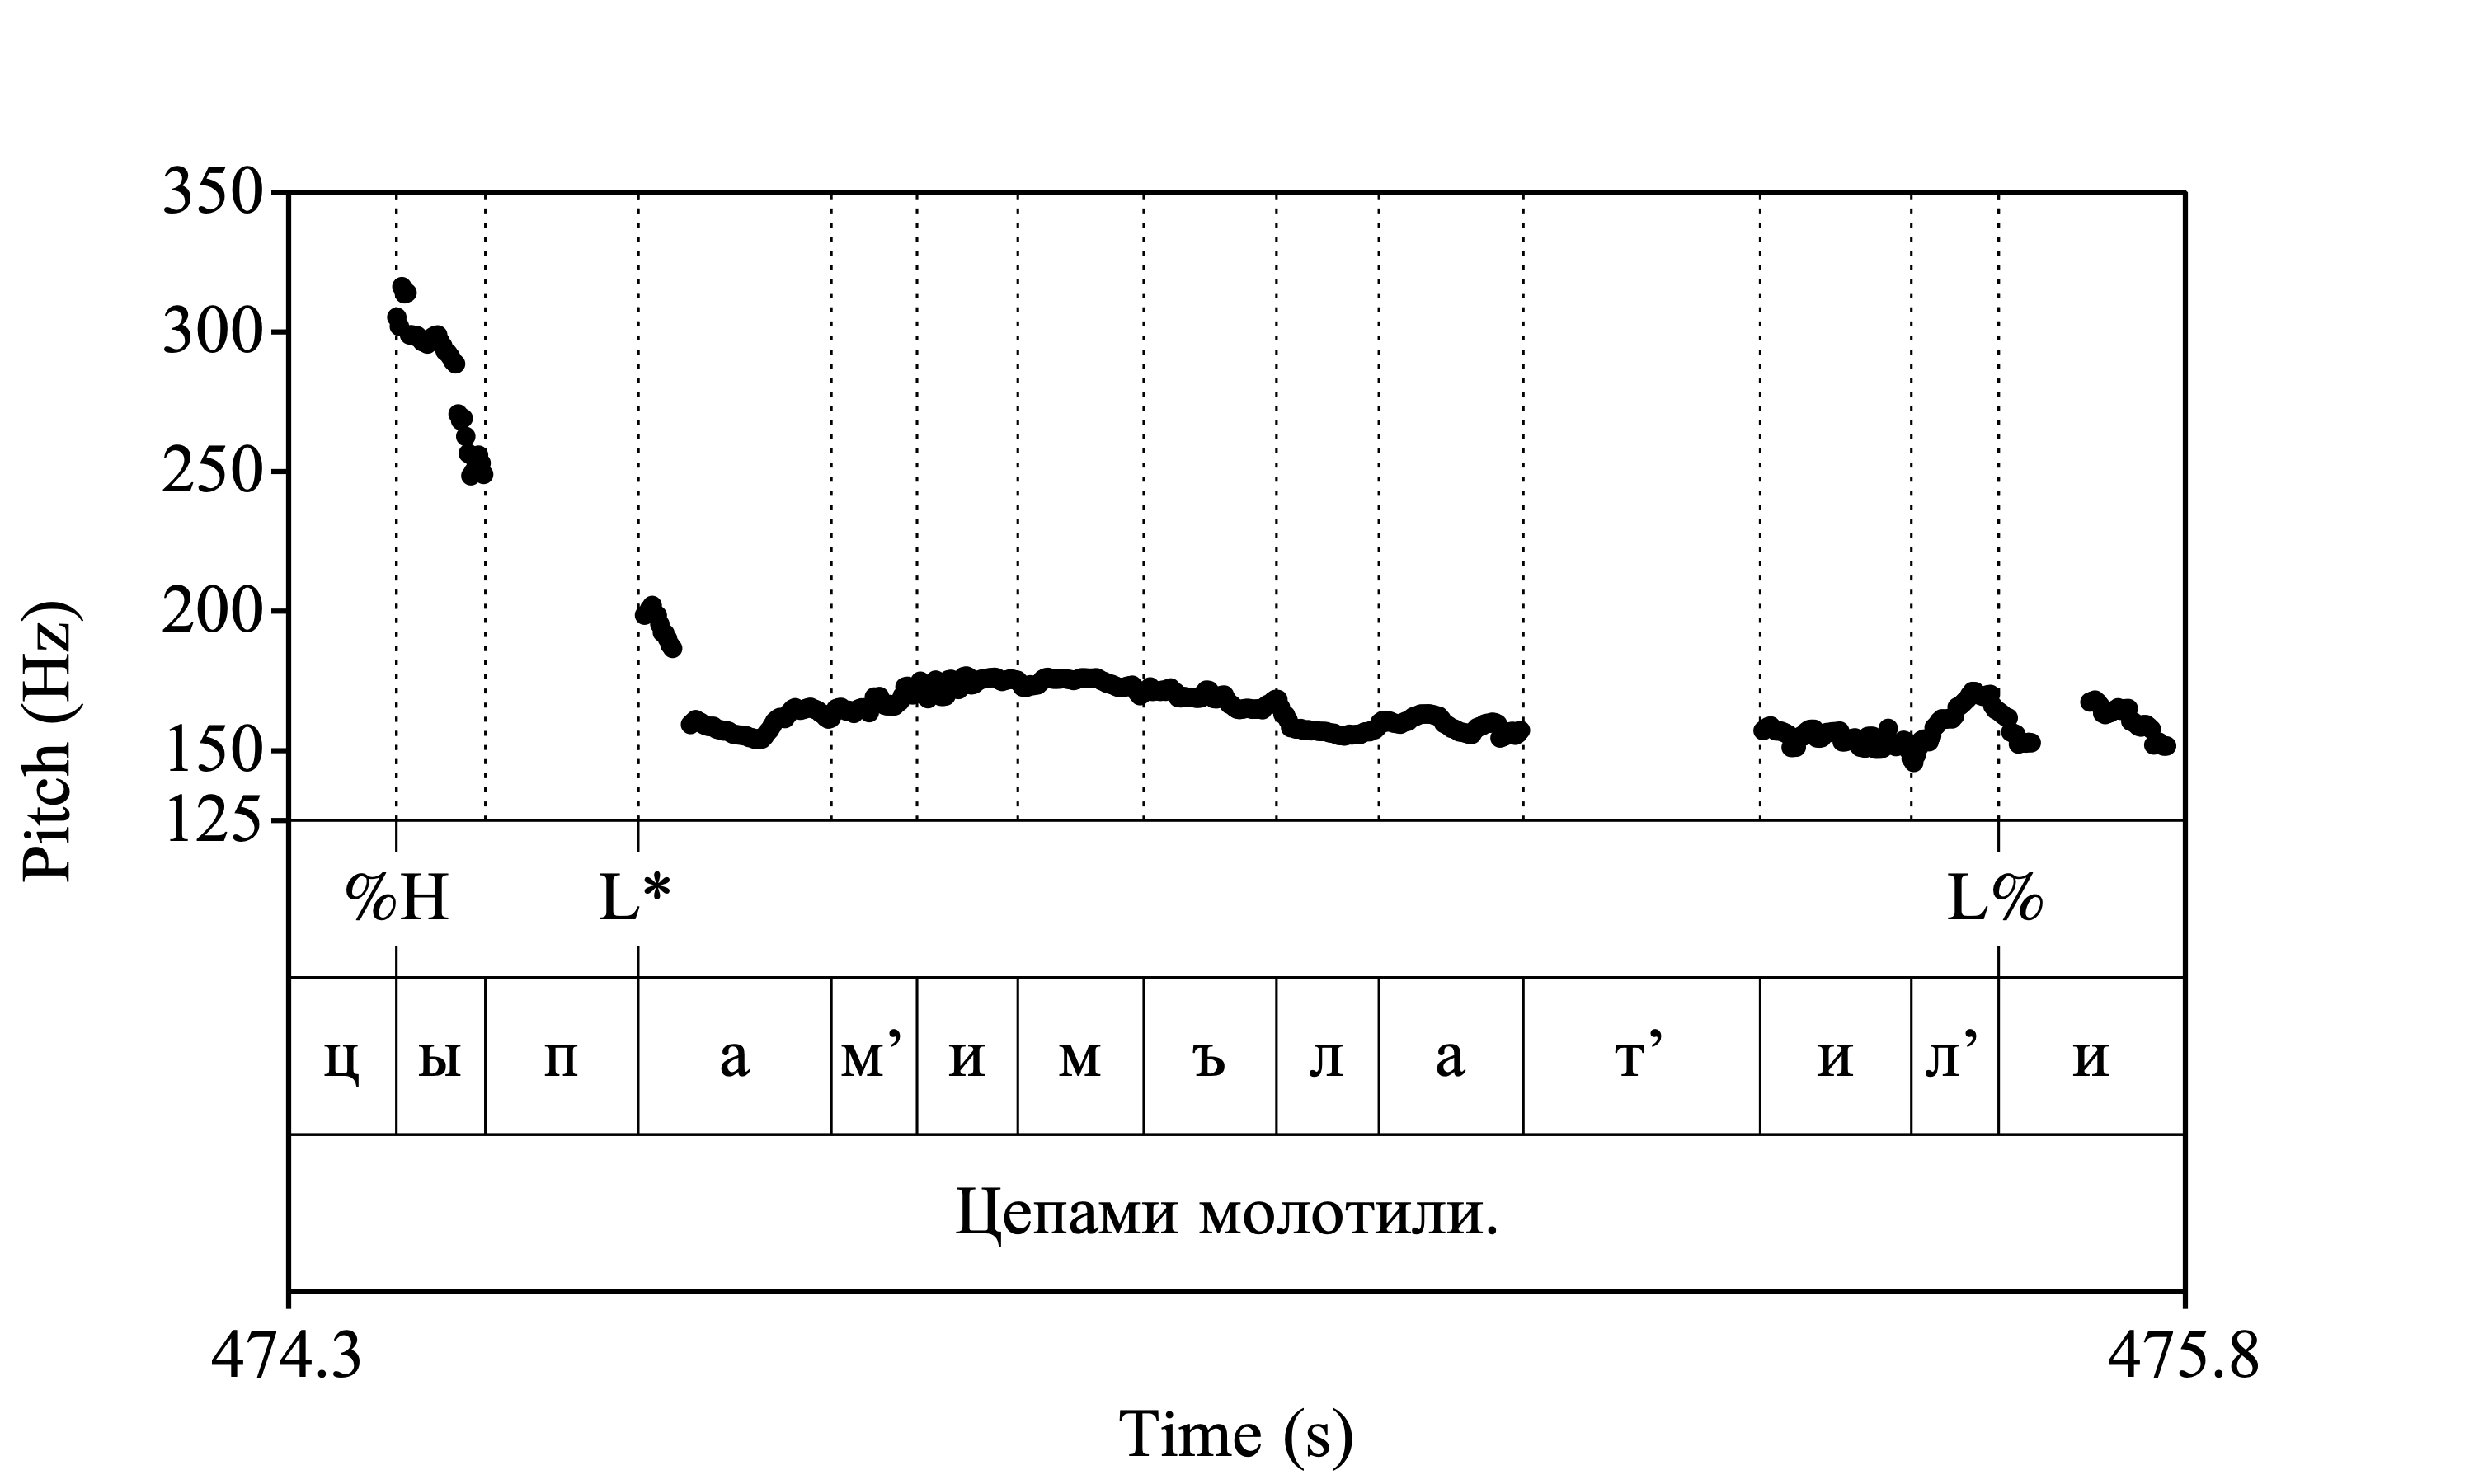 350
300
250
200
150
125
Pitch (Hz)
%H L* L%
ц ы п а м’ и м ъ л а т’ и л’ и
Цепами молотили.
474.3 475.8
Time (s)